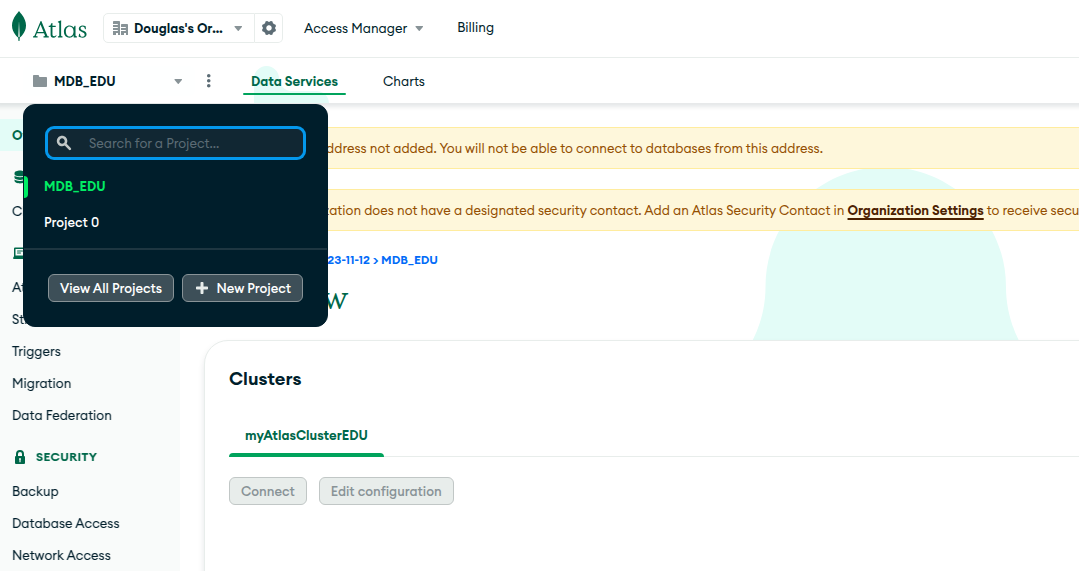 Atlas
Douglas's Or...
Access Manager
Billing
MDB_EDU
Data Services
Charts
Search for a Project...
ddress not added. You will not be able to connect to databases from this address.
MDB_EDU
Project 0
ation does not have a designated security contact. Add an Atlas Security Contact in Organization Settings to receive secu
23-11-12 > MDB_EDU
View All Projects
New Project
w
At
St
Triggers
Migration
Data Federation
SECURITY
Backup
Database Access
Network Access
Clusters
myAtlasClusterEDU
Connect
Edit configuration